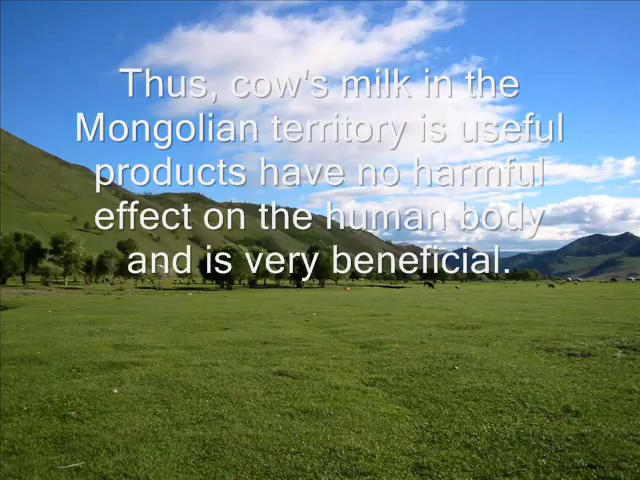 Thus, cow's milk in the
Mongolian territory is useful
products have no harmful
effect on the human body
and is very beneficial.